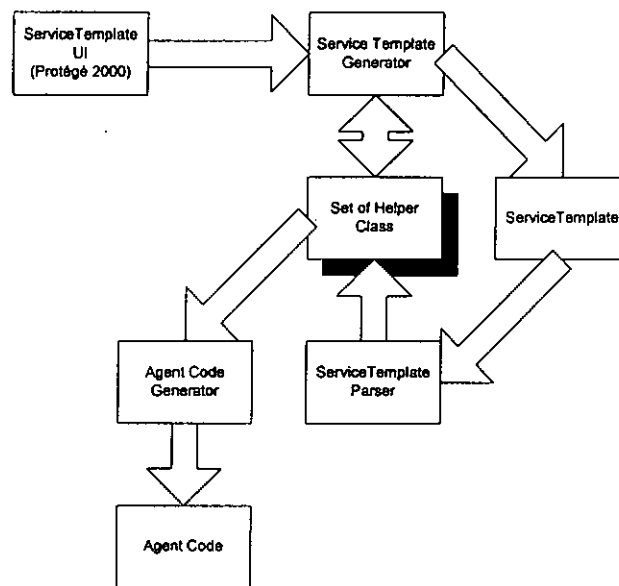 ServiceTemplate
UI
(Protégé 2000)
Service Template
Generator
Set of Helper
Class
ServiceTemplate
Agent Code
Generator
ServiceTemplate
Parser
Agent Code